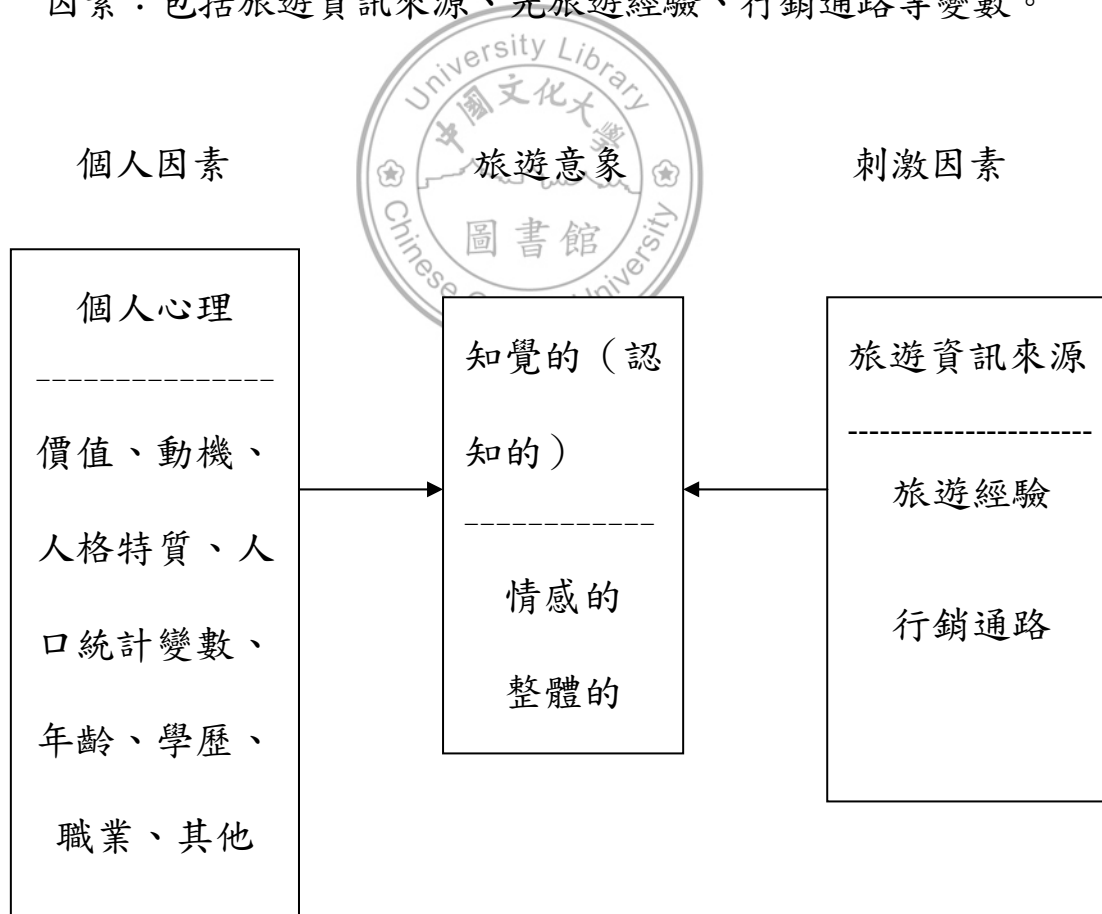 因素：包括旅遊資訊來源、先旅遊經驗、行銷通路等變數。
University Library
中國文化大學
圖書館
Chinese
University
個人因素
旅遊意象
刺激因素
個人心理
價值、動機、
人格特質、人
口統計變數、
年齡、學歷、
職業、其他
知覺的（認
知的）
情感的
整體的
旅遊資訊來源
旅遊經驗
行銷通路